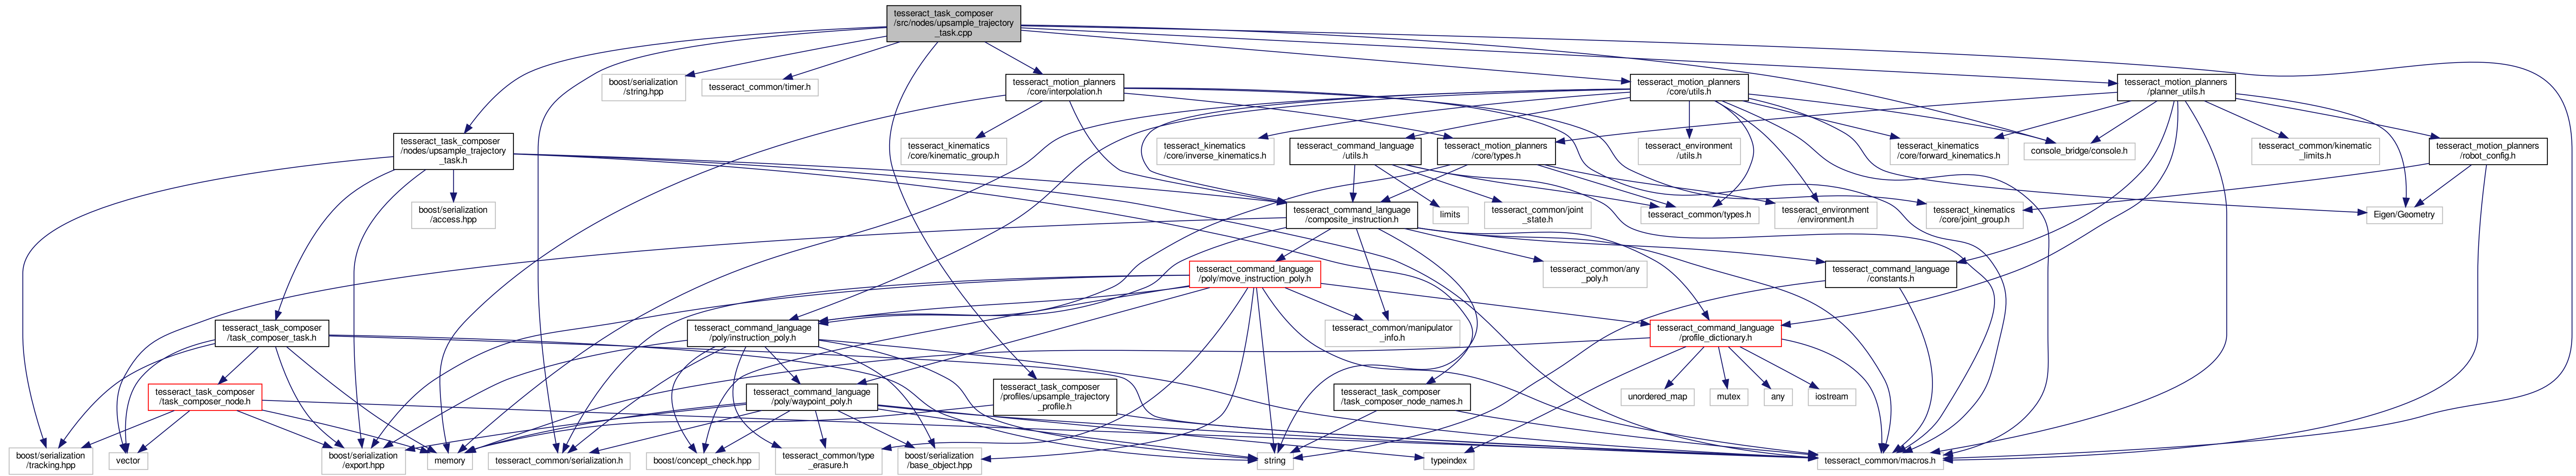 tesseract_task_composer
/src/nodes/upsample_trajectory
_task.cpp
boost/serialization
/string.hpp
tesseract_common/timer.h
tesseract_motion_planners
/core/interpolation.h
tesseract_motion_planners
/core/utils.h
tesseract_motion_planners
/planner_utils.h
tesseract_task_composer
/nodes/upsample_trajectory
_task.h
tesseract_kinematics
/core/kinematic_group.h
tesseract_kinematics
/core/inverse_kinematics.h
tesseract_command_language
/utils.h
tesseract_motion_planners
/core/types.h
tesseract_environment
/utils.h
tesseract_kinematics
/core/forward_kinematics.h
console_bridge/console.h
tesseract_common/kinematic
_limits.h
tesseract_motion_planners
/robot_config.h
boost/serialization
/access.hpp
tesseract_command_language
/composite_instruction.h
limits
tesseract_common/joint
_state.h
tesseract_common/types.h
tesseract_environment
/environment.h
tesseract_kinematics
/core/joint_group.h
Eigen/Geometry
tesseract_command_language
/poly/move_instruction_poly.h
tesseract_common/any
_poly.h
tesseract_command_language
/constants.h
tesseract_task_composer
/task_composer_task.h
tesseract_command_language
/poly/instruction_poly.h
tesseract_common/manipulator
_info.h
tesseract_command_language
/profile_dictionary.h
tesseract_task_composer
/task_composer_node.h
tesseract_command_language
/poly/waypoint_poly.h
tesseract_task_composer
/profiles/upsample_trajectory
_profile.h
tesseract_task_composer
/task_composer_node_names.h
unordered_map
mutex
any
iostream
boost/serialization
/tracking.hpp
vector
boost/serialization
/export.hpp
memory
tesseract_common/serialization.h
boost/concept_check.hpp
tesseract_common/type
_erasure.h
boost/serialization
/base_object.hpp
string
typeindex
tesseract_common/macros.h